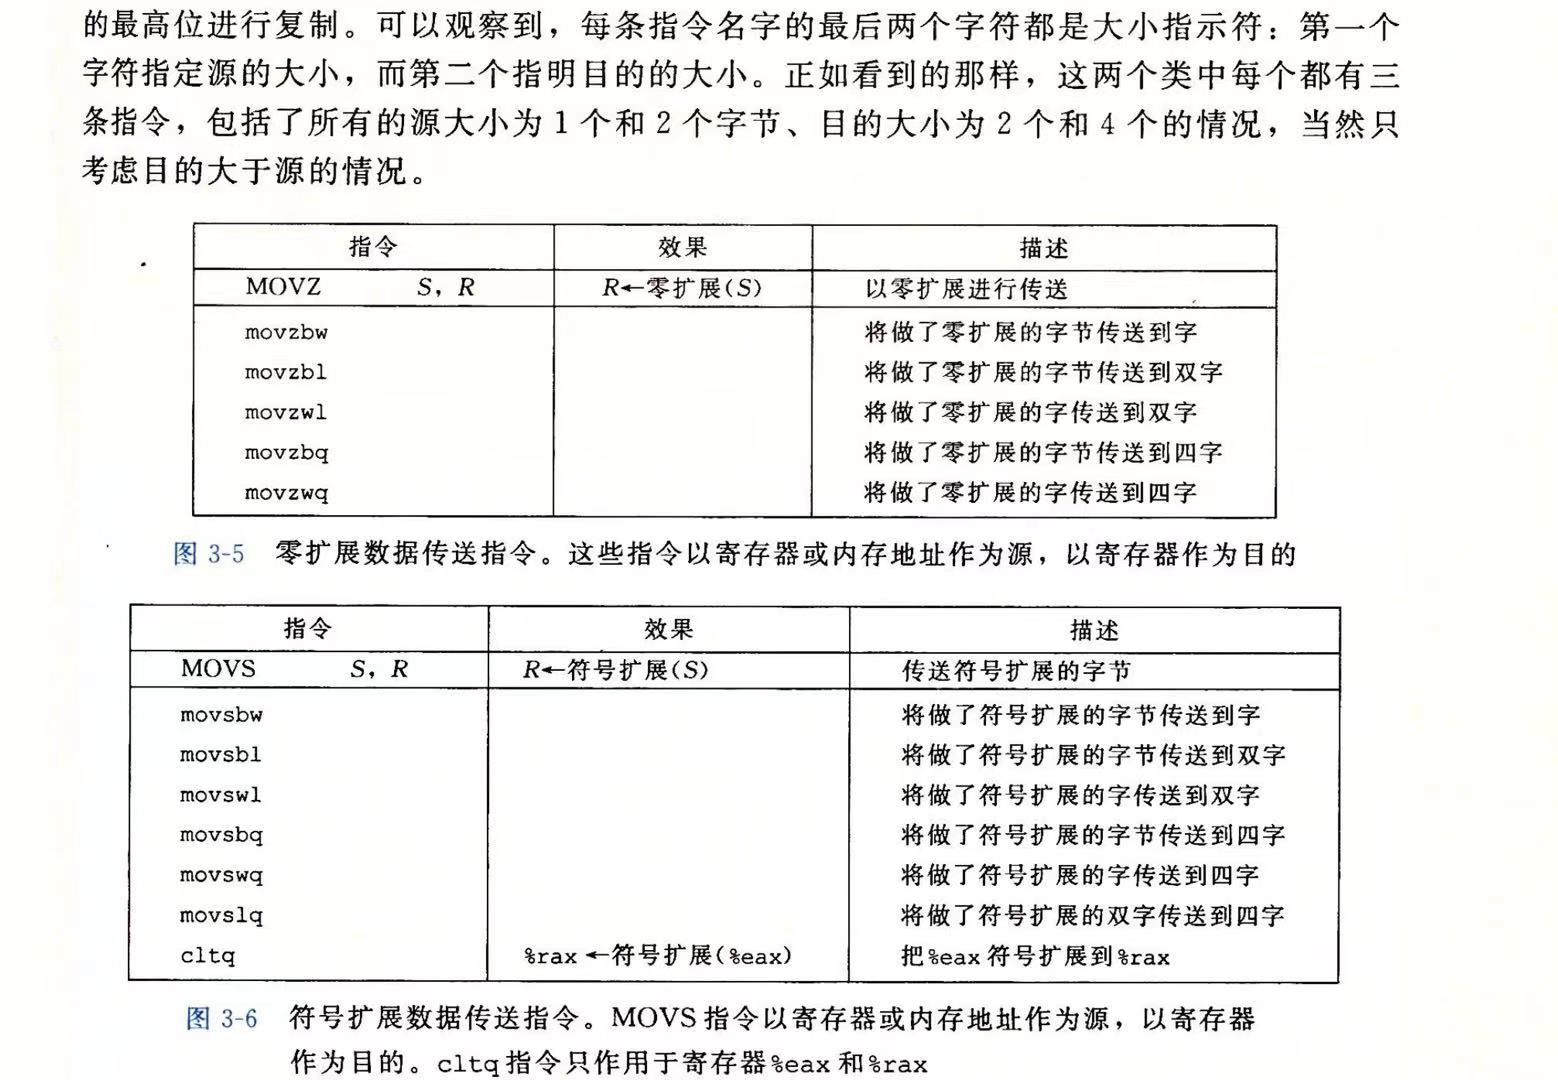 的最高位进行复制。可以观察到，每条指令名字的最后两个字符都是大小指示符：第一个
字符指定源的大小，而第二个指明目的的大小。正如看到的那样，这两个类中每个都有三
条指令，包括了所有的源大小为 1 个和 2 个字节、目的大小为 2 个和 4 个的情况，当然只
考虑目的大于源的情况。
指令 效果 描述
MOVZ S，R R←零扩展(S) 以零扩展进行传送
movzbw 将做了零扩展的字节传送到字
movzbl 将做了零扩展的字节传送到双字
movzwl 将做了零扩展的字传送到双字
movzbq 将做了零扩展的字节传送到四字
movzwq 将做了零扩展的字传送到四字
图 3-5 零扩展数据传送指令。这些指令以寄存器或内存地址作为源，以寄存器作为目的
指令 效果 描述
MOVS S，R R←符号扩展(S) 传送符号扩展的字节
movsbw 将做了符号扩展的字节传送到字
movsbl 将做了符号扩展的字节传送到双字
movswl 将做了符号扩展的字传送到双字
movsbq 将做了符号扩展的字节传送到四字
movswq 将做了符号扩展的字传送到四字
movslq 将做了符号扩展的双字传送到四字
cltq %rax ←符号扩展(%eax) 把%eax 符号扩展到%rax
图 3-6 符号扩展数据传送指令。MOVS 指令以寄存器或内存地址作为源，以寄存器
作为目的。cltq 指令只作用于寄存器%eax 和%rax